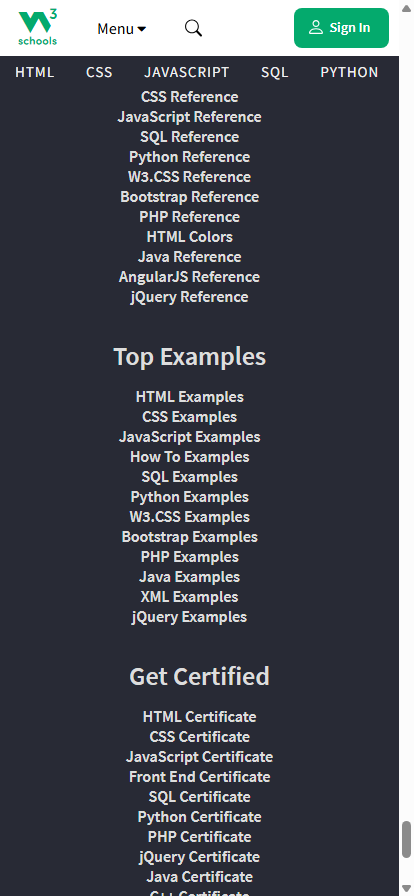 W3 schools
Menu
Sign In
HTML CSS JAVASCRIPT SQL PYTHON
CSS Reference
JavaScript Reference
SQL Reference
Python Reference
W3.CSS Reference
Bootstrap Reference
PHP Reference
HTML Colors
Java Reference
AngularJS Reference
jQuery Reference
Top Examples
HTML Examples
CSS Examples
JavaScript Examples
How To Examples
SQL Examples
Python Examples
W3.CSS Examples
Bootstrap Examples
PHP Examples
Java Examples
XML Examples
jQuery Examples
Get Certified
HTML Certificate
CSS Certificate
JavaScript Certificate
Front End Certificate
SQL Certificate
Python Certificate
PHP Certificate
jQuery Certificate
Java Certificate
C++ Certificate